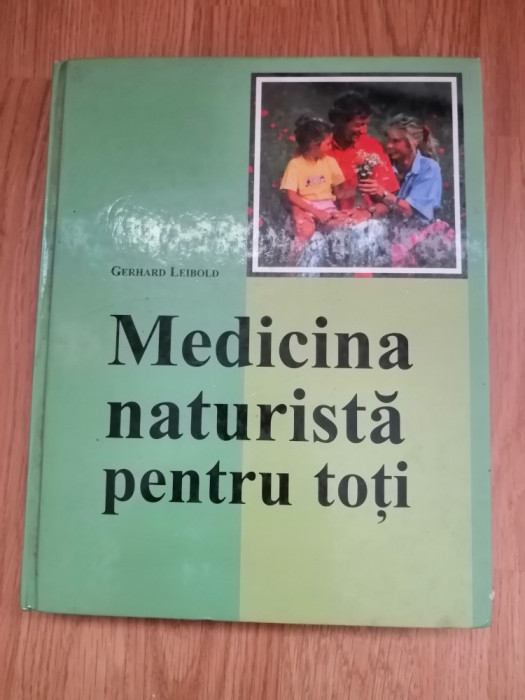 GERHARD LEIBOLD
Medicina
naturistă
pentru toți